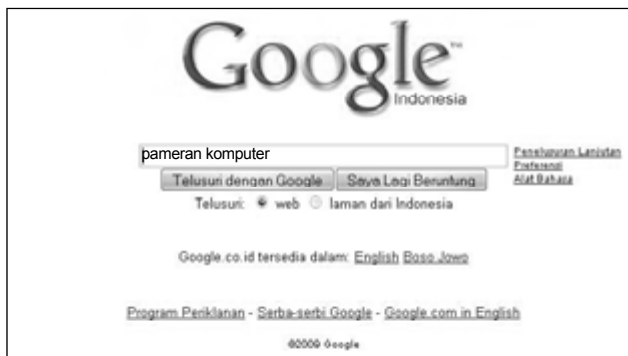 Google™
Indonesia
pameran komputer
Penelusuran Lanjutan
Preferensi
Telusuri dengan Google Saya Lagi Beruntung
Alat Bahasa
Telusuri: web laman dari Indonesia
Google.co.id tersedia dalam: English Boso Jowo
Program Periklanan - Serba-serbi Google - Google.com in English
©2009 Google